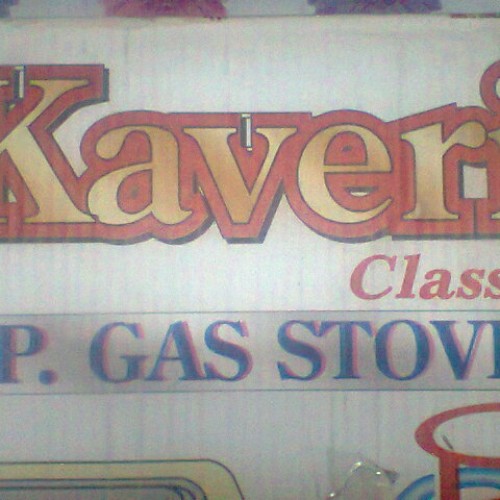 Kaveri
Class
P. GAS STOV